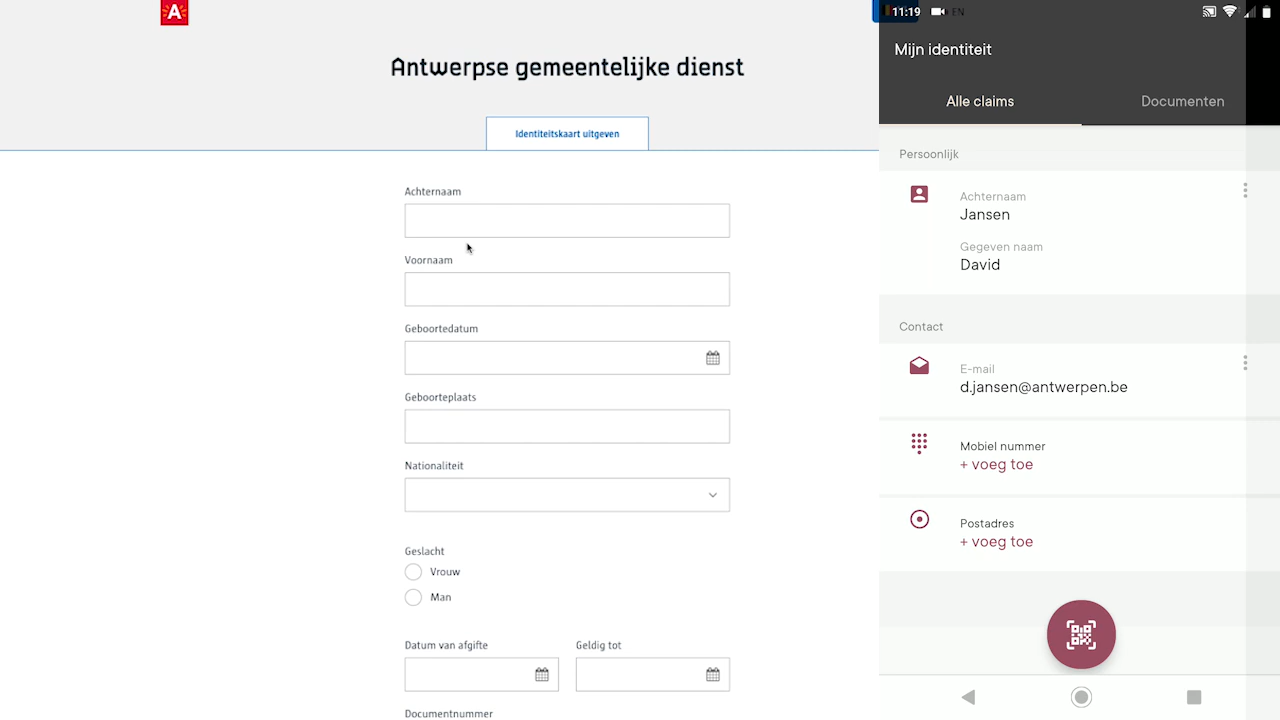 A
Antwerpse gemeentelijke dienst
Identiteitskaart uitgeven
Achternaam
Voornaam
Geboortedatum
Geboorteplaats
Nationaliteit
Geslacht
Vrouw
Man
Datum van afgifte
Geldig tot
Documentnummer
11:19
EN
Mijn identiteit
Alle claims
Documenten
Persoonlijk
Achternaam
Jansen
Gegeven naam
David
Contact
E-mail
d.jansen@antwerpen.be
Mobiel nummer
+ voeg toe
Postadres
+ voeg toe